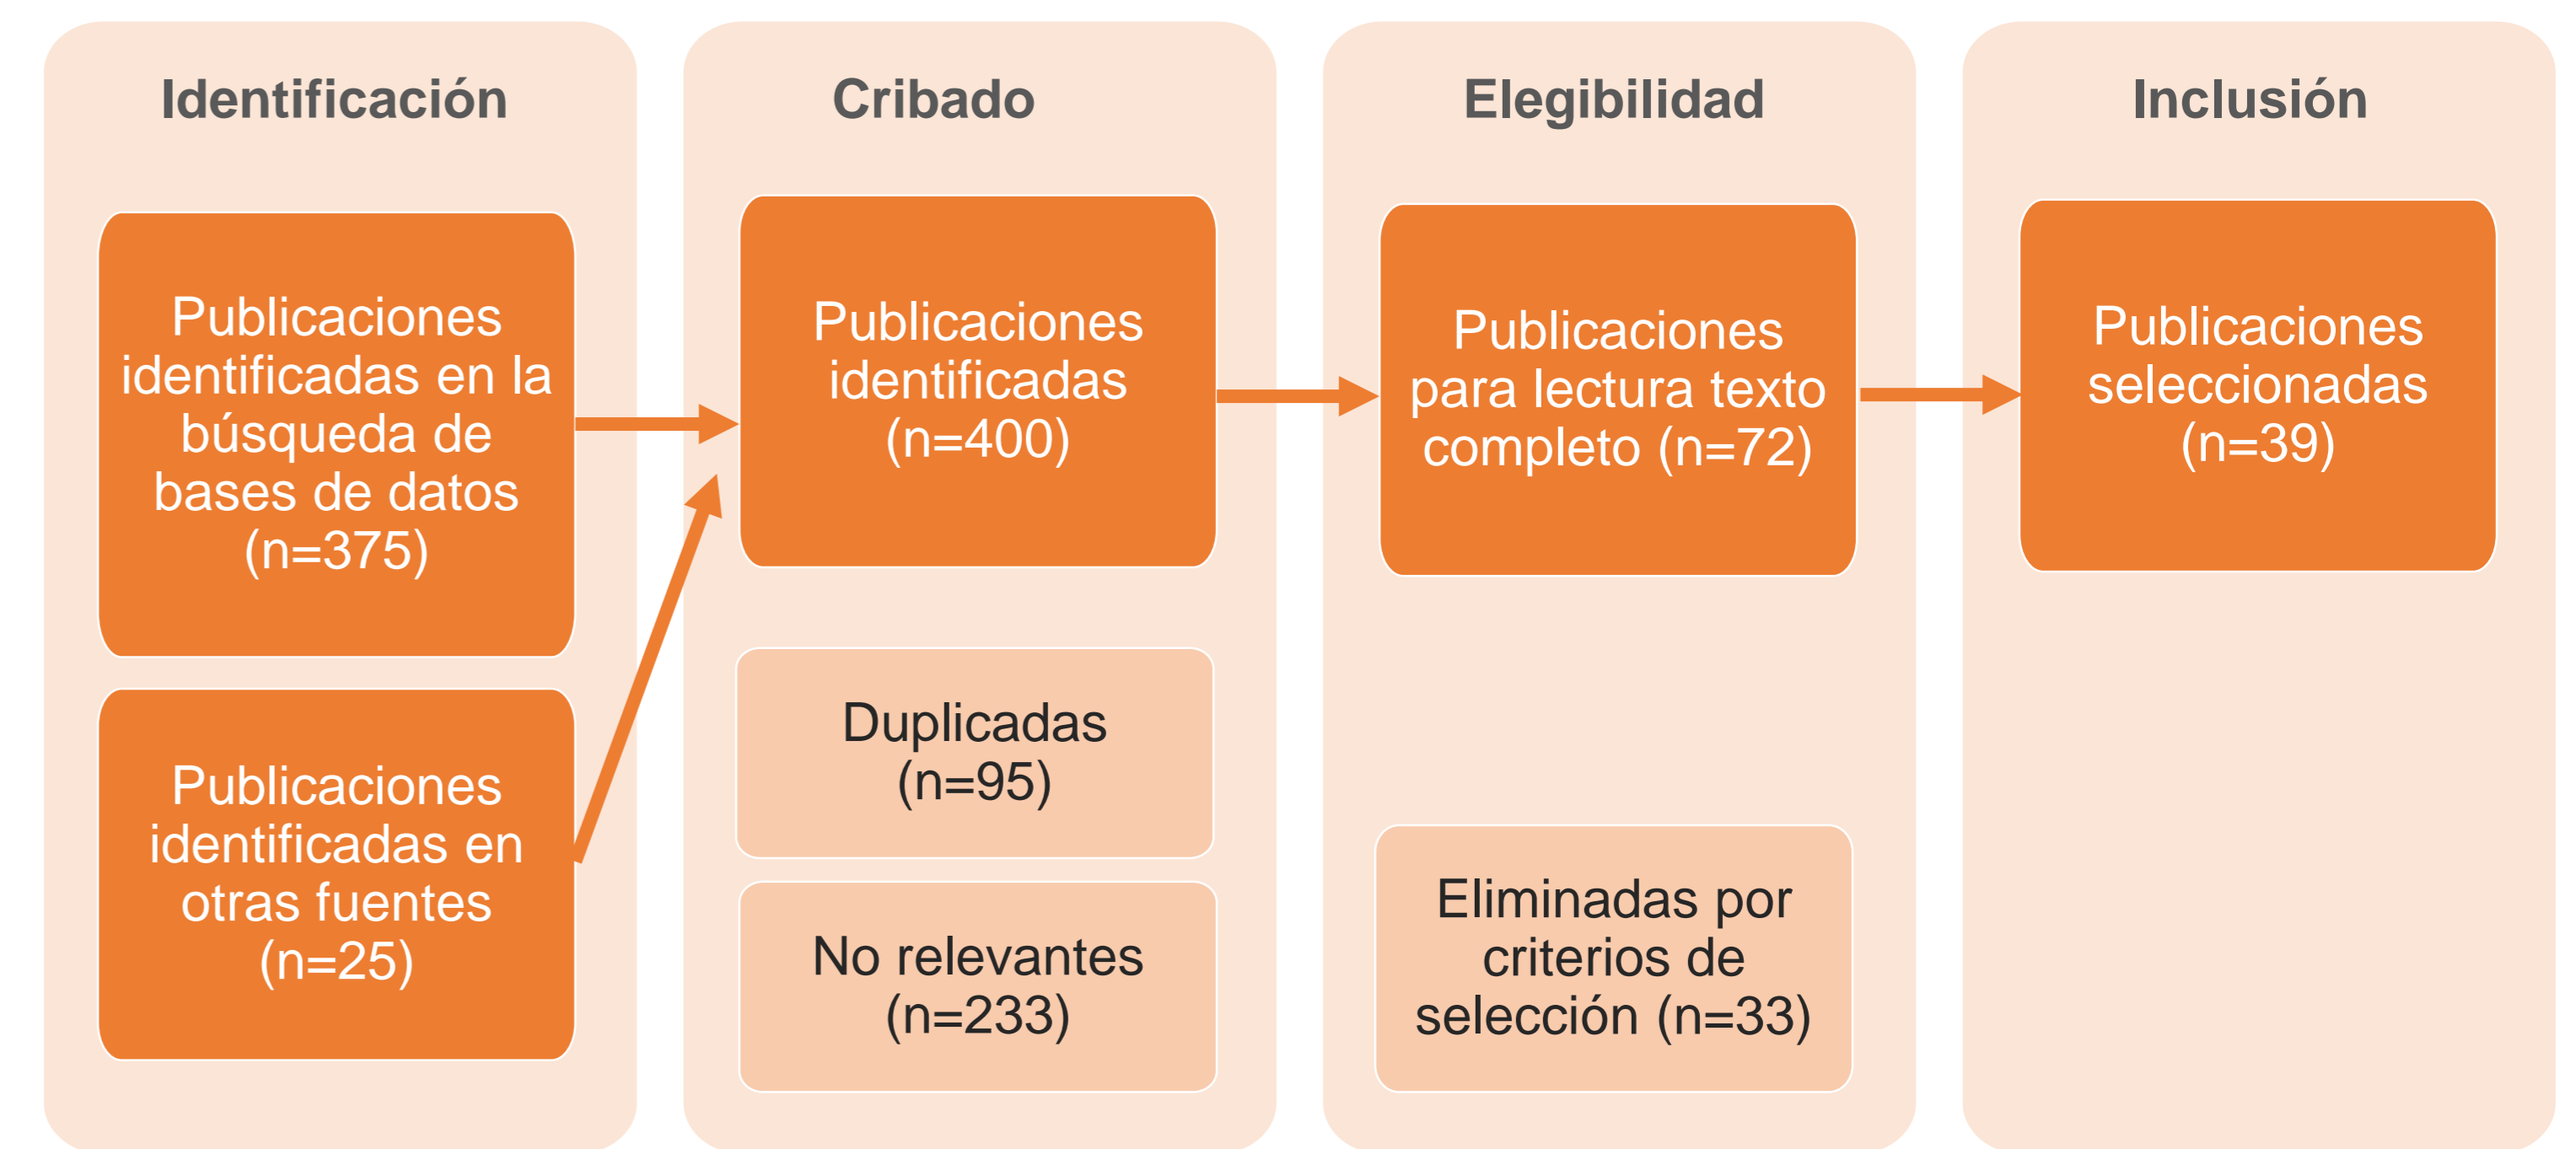 Identificación
Publicaciones
identificadas en la
búsqueda de
bases de datos
(n=375)
Publicaciones
identificadas en
otras fuentes
(n=25)
Cribado
Publicaciones
identificadas
(n=400)
Duplicadas
(n=95)
No relevantes
(n=233)
Elegibilidad
Publicaciones
para lectura texto
completo (n=72)
Eliminadas por
criterios de
selección (n=33)
Inclusión
Publicaciones
seleccionadas
(n=39)